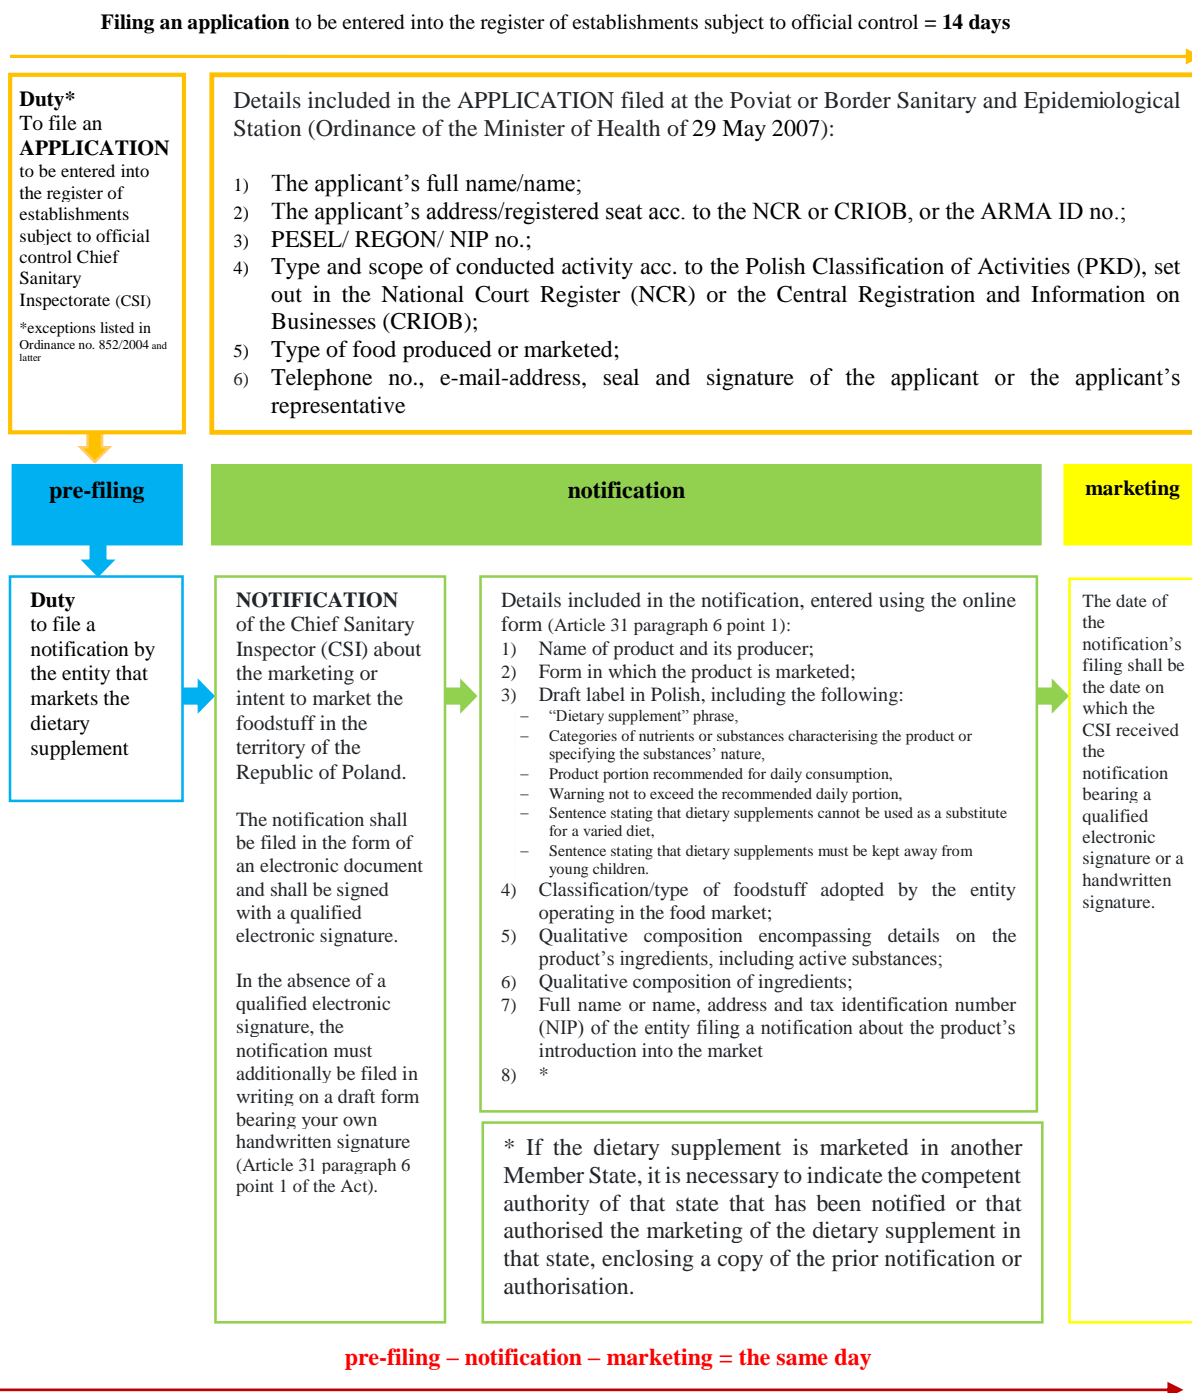 Filing an application to be entered into the register of establishments subject to official control = 14 days
Duty*
To file an
APPLICATION
to be entered into
the register of
establishments
subject to official
control Chief
Sanitary
Inspectorate (CSI)
*exceptions listed in
Ordinance no. 852/2004 and
latter
Details included in the APPLICATION filed at the Poviat or Border Sanitary and Epidemiological
Station (Ordinance of the Minister of Health of 29 May 2007):
1) The applicant’s full name/name;
2) The applicant’s address/registered seat acc. to the NCR or CRIOB, or the ARMA ID no.;
3) PESEL/ REGON/ NIP no.;
4) Type and scope of conducted activity acc. to the Polish Classification of Activities (PKD), set
out in the National Court Register (NCR) or the Central Registration and Information on
Businesses (CRIOB);
5) Type of food produced or marketed;
6) Telephone no., e-mail-address, seal and signature of the applicant or the applicant’s
representative
pre-filing
notification
marketing
Duty
to file a
notification by
the entity that
markets the
dietary
supplement
NOTIFICATION
of the Chief Sanitary
Inspector (CSI) about
the marketing or
intent to market the
foodstuff in the
territory of the
Republic of Poland.
The notification shall
be filed in the form of
an electronic document
and shall be signed
with a qualified
electronic signature.
In the absence of a
qualified electronic
signature, the
notification must
additionally be filed in
writing on a draft form
bearing your own
handwritten signature
(Article 31 paragraph 6
point 1 of the Act).
Details included in the notification, entered using the online
form (Article 31 paragraph 6 point 1):
1) Name of product and its producer;
2) Form in which the product is marketed;
3) Draft label in Polish, including the following:
– “Dietary supplement” phrase,
– Categories of nutrients or substances characterising the product or
specifying the substances’ nature,
– Product portion recommended for daily consumption,
– Warning not to exceed the recommended daily portion,
– Sentence stating that dietary supplements cannot be used as a substitute
for a varied diet,
– Sentence stating that dietary supplements must be kept away from
young children.
4) Classification/type of foodstuff adopted by the entity
operating in the food market;
5) Qualitative composition encompassing details on the
product’s ingredients, including active substances;
6) Qualitative composition of ingredients;
7) Full name or name, address and tax identification number
(NIP) of the entity filing a notification about the product’s
introduction into the market
8) *
* If the dietary supplement is marketed in another
Member State, it is necessary to indicate the competent
authority of that state that has been notified or that
authorised the marketing of the dietary supplement in
that state, enclosing a copy of the prior notification or
authorisation.
The date of
the
notification’s
filing shall be
the date on
which the
CSI received
the
notification
bearing a
qualified
electronic
signature or a
handwritten
signature.
pre-filing – notification – marketing = the same day